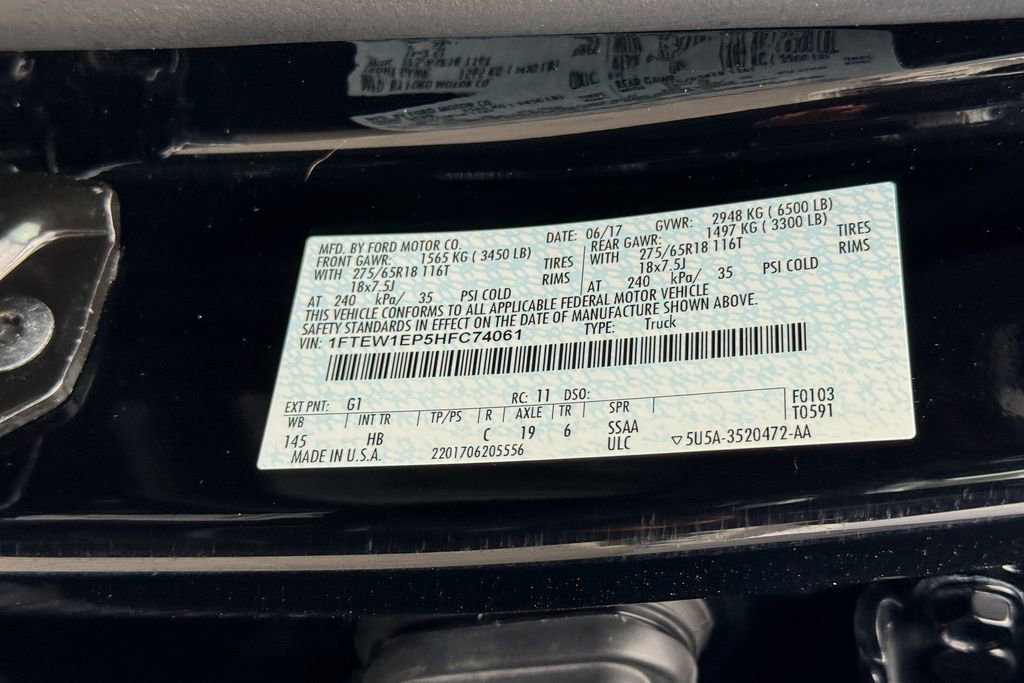 MFD. BY FORD MOTOR CO. DATE: 06/17 GVWR: 2948 KG ( 6500 LB)
FRONT GAWR: 1565 KG ( 3450 LB) REAR GAWR: 1497 KG ( 3300 LB)
WITH 275/65R18 116T TIRES WITH 275/65R18 116T TIRES
18x7.5J RIMS 18x7.5J RIMS
AT 240 kPa/ 35 PSI COLD AT 240 kPa/ 35 PSI COLD
THIS VEHICLE CONFORMS TO ALL APPLICABLE FEDERAL MOTOR VEHICLE
SAFETY STANDARDS IN EFFECT ON THE DATE OF MANUFACTURE SHOWN ABOVE.
VIN: 1FTEW1EP5HFC74061 TYPE: Truck
EXT PNT: G1 RC: 11 DSO: F0103
WB INT TR TP/PS R AXLE TR SPR T0591
145 HB C 19 6 SSAA
MADE IN U.S.A. 2201706205556 ULC ▽5U5A-3520472-AA